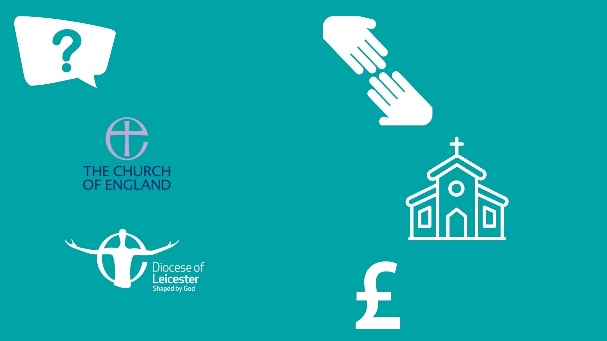 ?
THE CHURCH
OF ENGLAND
Diocese of
Leicester
Shaped by God
£